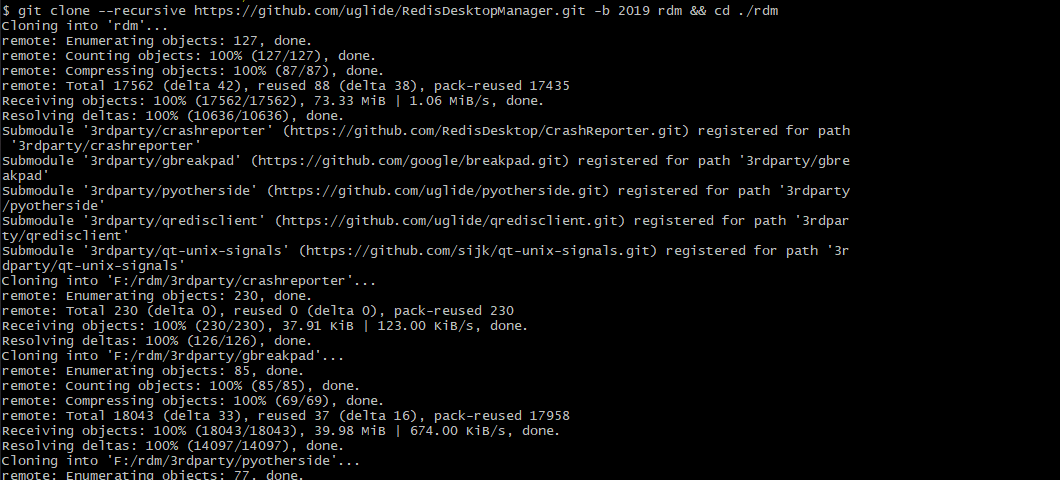 $ git clone --recursive https://github.com/uglide/RedisDesktopManager.git -b 2019 rdm && cd ./rdm
Cloning into 'rdm'...
remote: Enumerating objects: 127, done.
remote: Counting objects: 100% (127/127), done.
remote: Compressing objects: 100% (87/87), done.
remote: Total 17562 (delta 42), reused 88 (delta 38), pack-reused 17435
Receiving objects: 100% (17562/17562), 73.33 MiB | 1.06 MiB/s, done.
Resolving deltas: 100% (10636/10636), done.
Submodule '3rdparty/crashreporter' (https://github.com/RedisDesktop/CrashReporter.git) registered for path
 '3rdparty/crashreporter'
Submodule '3rdparty/gbreakpad' (https://github.com/google/breakpad.git) registered for path '3rdparty/gbre
akpad'
Submodule '3rdparty/pyotherside' (https://github.com/uglide/pyotherside.git) registered for path '3rdparty
/pyotherside'
Submodule '3rdparty/qredisclient' (https://github.com/uglide/qredisclient.git) registered for path '3rdpar
ty/qredisclient'
Submodule '3rdparty/qt-unix-signals' (https://github.com/sijk/qt-unix-signals.git) registered for path '3r
dparty/qt-unix-signals'
Cloning into 'F:/rdm/3rdparty/crashreporter'...
remote: Enumerating objects: 230, done.
remote: Total 230 (delta 0), reused 0 (delta 0), pack-reused 230
Receiving objects: 100% (230/230), 37.91 KiB | 123.00 KiB/s, done.
Resolving deltas: 100% (126/126), done.
Cloning into 'F:/rdm/3rdparty/gbreakpad'...
remote: Enumerating objects: 85, done.
remote: Counting objects: 100% (85/85), done.
remote: Compressing objects: 100% (69/69), done.
remote: Total 18043 (delta 33), reused 37 (delta 16), pack-reused 17958
Receiving objects: 100% (18043/18043), 39.98 MiB | 674.00 KiB/s, done.
Resolving deltas: 100% (14097/14097), done.
Cloning into 'F:/rdm/3rdparty/pyotherside'...
remote: Enumerating objects: 77, done.